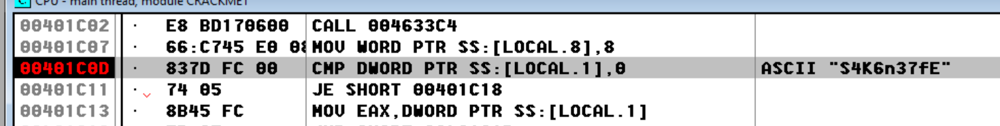 CPU - main thread, module CRACKME1
00401C02 · E8 BD170600 CALL 004633C4
00401C07 · 66:C745 E0 08 MOV WORD PTR SS:[LOCAL.8],8
00401C0D · 837D FC 00 CMP DWORD PTR SS:[LOCAL.1],0 ASCII "S4K6n37fE"
00401C11 · 74 05 JE SHORT 00401C18
00401C13 · 8B45 FC MOV EAX,DWORD PTR SS:[LOCAL.1]